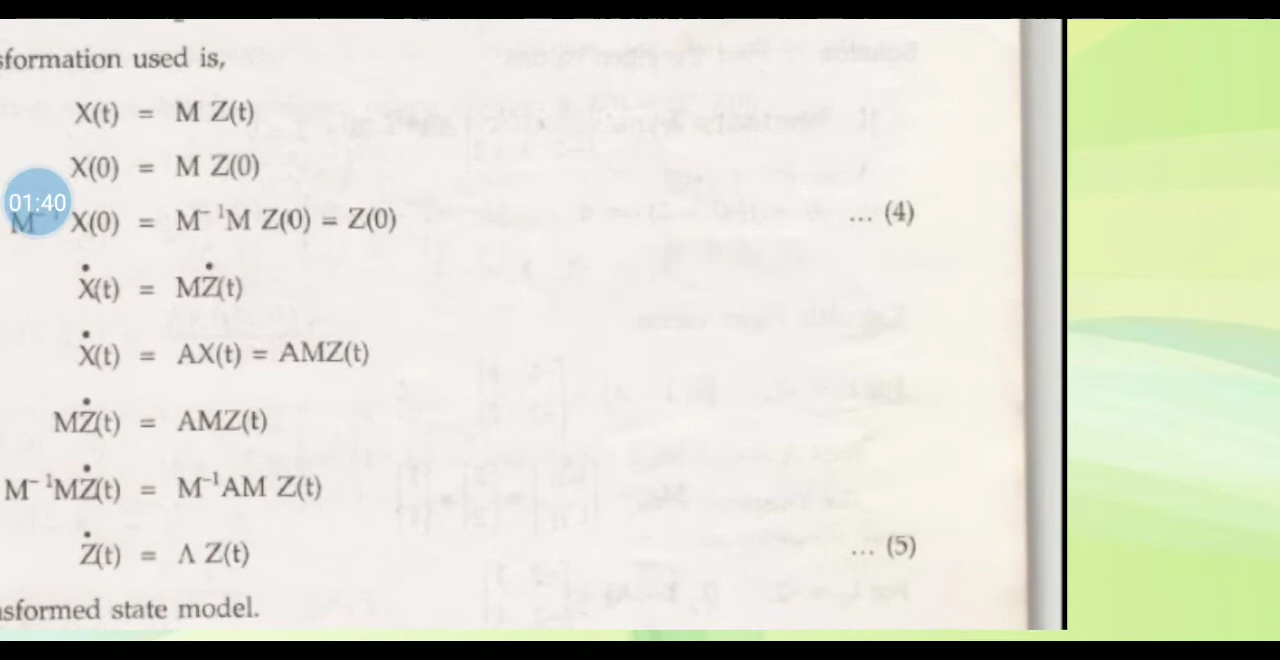 sformation used is,
X(t) = M Z(t)
X(0) = M Z(0)
01:40
M⁻¹ X(0) = M⁻¹M Z(0) = Z(0) ... (4)
Ẋ(t) = MŻ(t)
Ẋ(t) = AX(t) = AMZ(t)
MŻ(t) = AMZ(t)
M⁻¹MŻ(t) = M⁻¹AM Z(t)
Ż(t) = Λ Z(t) ... (5)
nsformed state model.